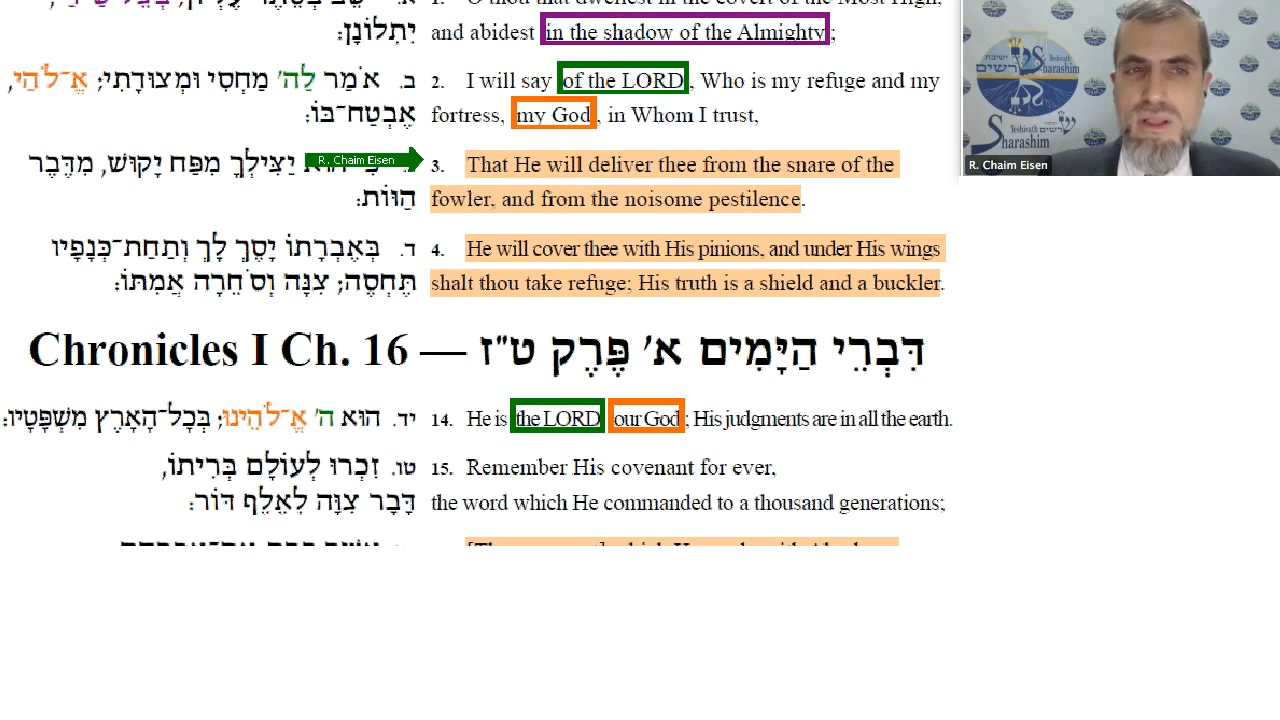 and abidest in the shadow of the Almighty;
יִתְלוֹנָן:
ב. אֹמַר לַה' מַחְסִי וּמְצוּדָתִי; אֱ־לֹהַי,
אֶבְטַח־בּוֹ:
2. I will say of the LORD, Who is my refuge and my
fortress, my God, in Whom I trust,
יַצִּילְךָ מִפַּח יָקוּשׁ, מִדֶּבֶר
הַוּוֹת:
R. Chaim Eisen
3. That He will deliver thee from the snare of the
fowler, and from the noisome pestilence.
ד. בְּאֶבְרָתוֹ יָסֶךְ לָךְ וְתַחַת־כְּנָפָיו
תֶּחְסֶה; צִנָּה וְסֹחֵרָה אֲמִתּוֹ:
4. He will cover thee with His pinions, and under His wings
shalt thou take refuge; His truth is a shield and a buckler.
Chronicles I Ch. 16 — דִּבְרֵי הַיָּמִים א' פֶּרֶק ט"ז
יד. הוּא ה' אֱ־לֹהֵינוּ; בְּכָל־הָאָרֶץ מִשְׁפָּטָיו:
14. He is the LORD our God; His judgments are in all the earth.
טו. זִכְרוּ לְעוֹלָם בְּרִיתוֹ,
דָּבָר צִוָּה לְאֶלֶף דּוֹר:
15. Remember His covenant for ever,
the word which He commanded to a thousand generations;
ישיבת
שרשים
Sharashim
Yeshivath
Sharashim
R. Chaim Eisen